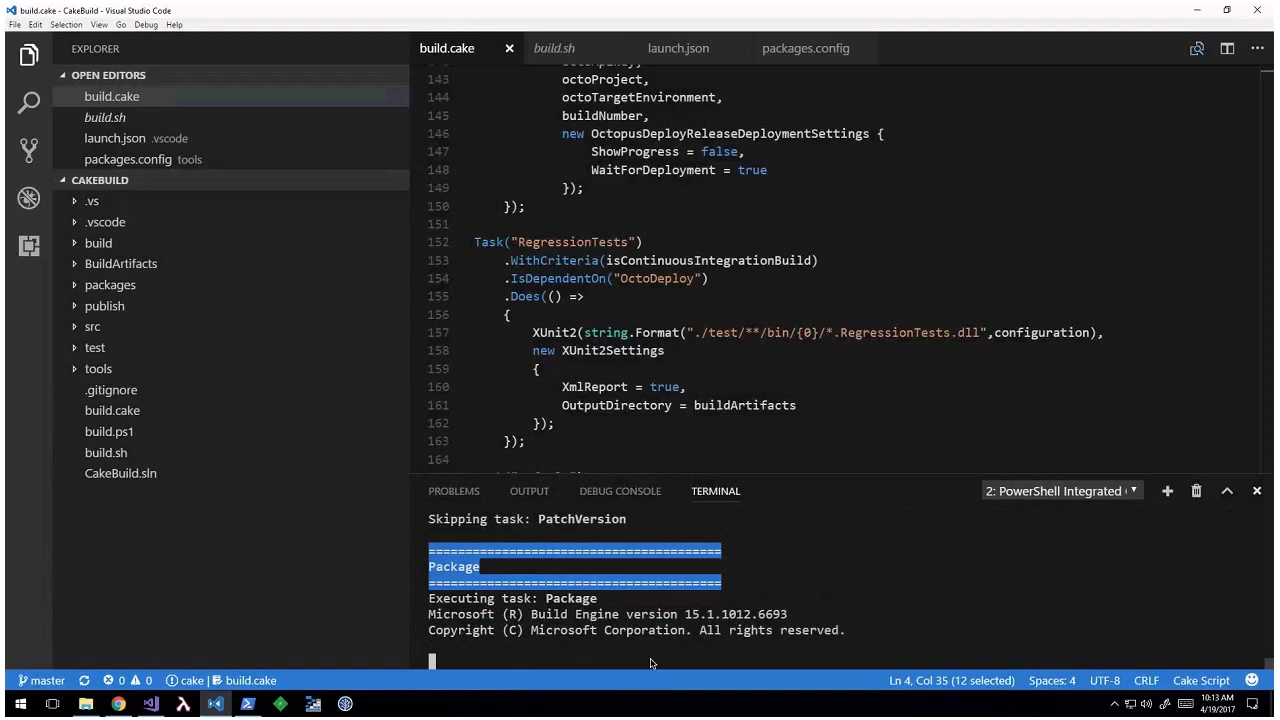 build.cake - CakeBuild - Visual Studio Code
File Edit Selection View Go Debug Help
EXPLORER
OPEN EDITORS
build.cake
build.sh
launch.json .vscode
packages.config tools
CAKEBUILD
.vs
.vscode
build
BuildArtifacts
packages
publish
src
test
tools
.gitignore
build.cake
build.ps1
build.sh
CakeBuild.sln
build.cake build.sh launch.json packages.config
143 octoProject,
144 octoTargetEnvironment,
145 buildNumber,
146 new OctopusDeployReleaseDeploymentSettings {
147 ShowProgress = false,
148 WaitForDeployment = true
149 });
150 });
151
152 Task("RegressionTests")
153 .WithCriteria(isContinuousIntegrationBuild)
154 .IsDependentOn("OctoDeploy")
155 .Does(() =>
156 {
157 XUnit2(string.Format("./test/**/bin/{0}/*.RegressionTests.dll",configuration),
158 new XUnit2Settings
159 {
160 XmlReport = true,
161 OutputDirectory = buildArtifacts
162 });
163 });
164
PROBLEMS OUTPUT DEBUG CONSOLE TERMINAL 2: PowerShell Integrated
Skipping task: PatchVersion
========================================
Package
========================================
Executing task: Package
Microsoft (R) Build Engine version 15.1.1012.6693
Copyright (C) Microsoft Corporation. All rights reserved.
master 0 0 cake | build.cake Ln 4, Col 35 (12 selected) Spaces: 4 UTF-8 CRLF Cake Script
10:13 AM
4/19/2017